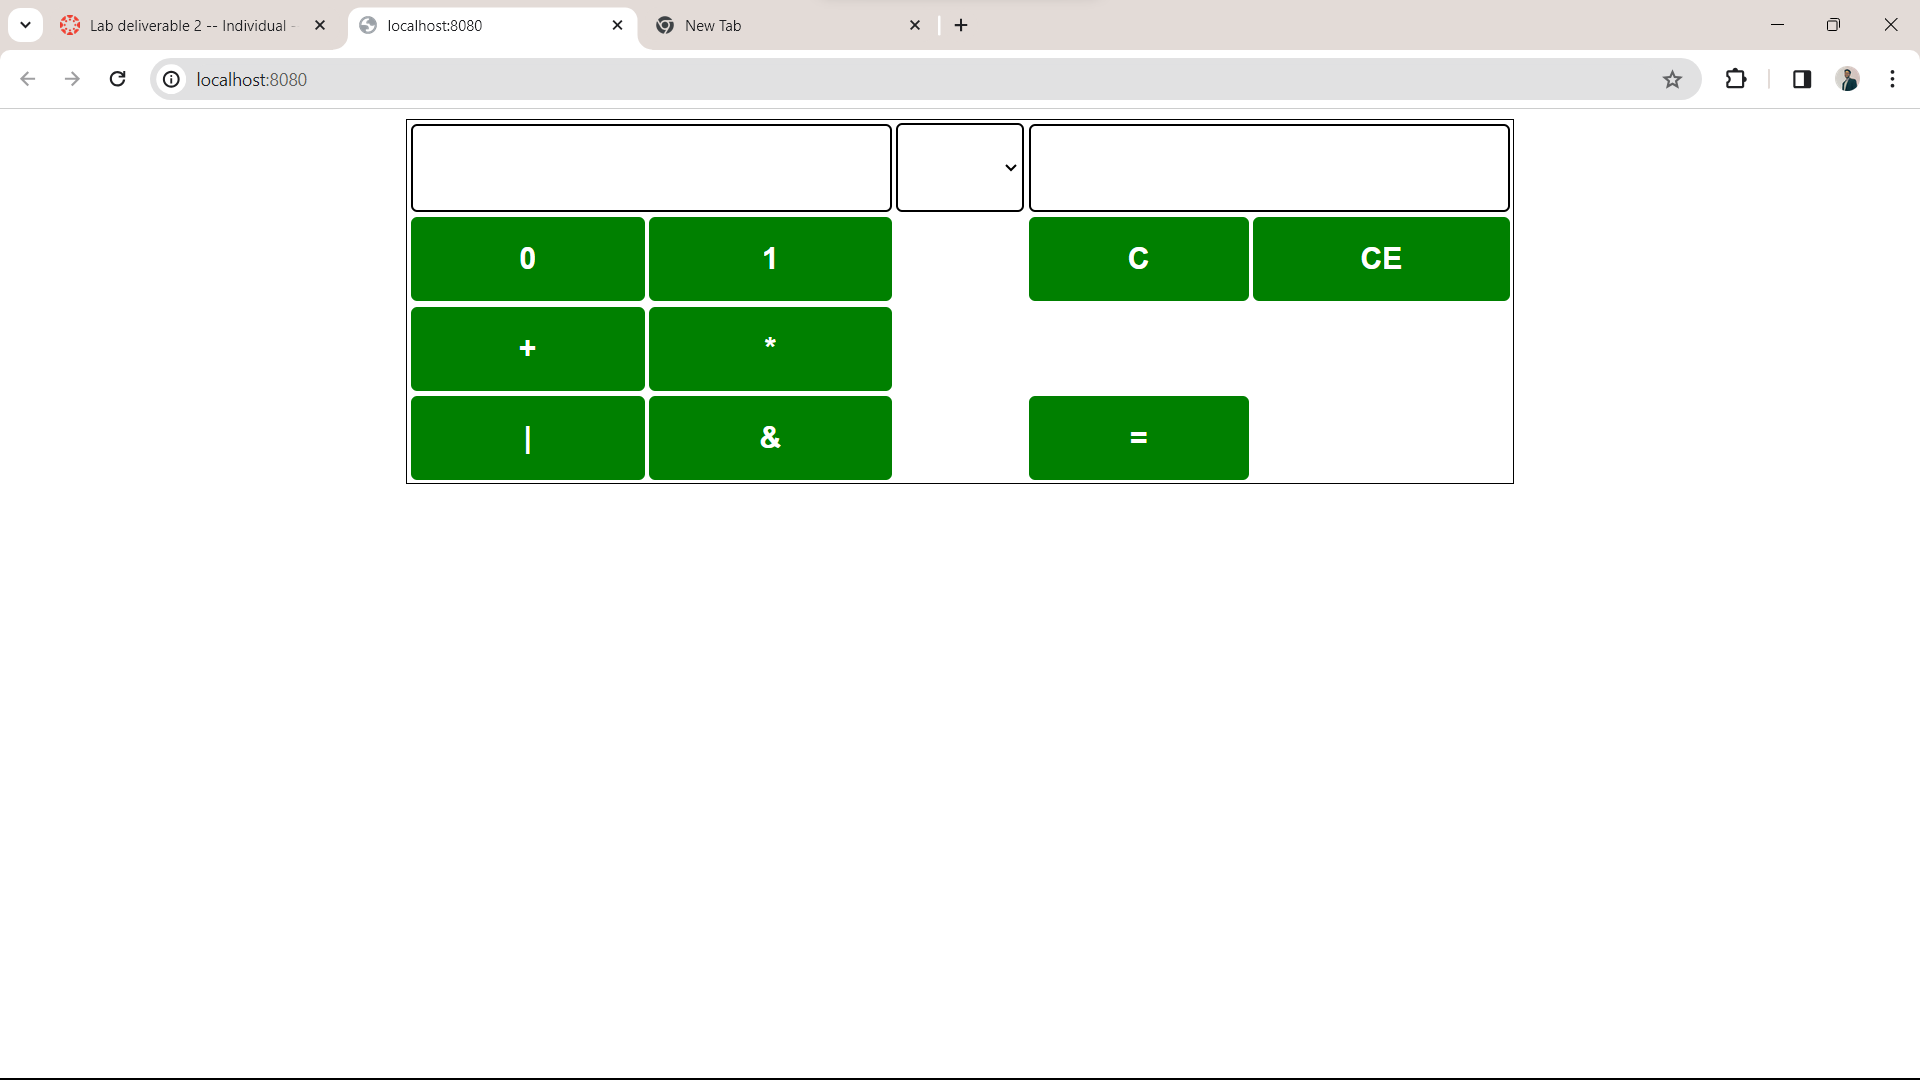 Lab deliverable 2 -- Individual - localhost:8080 New Tab
localhost:8080
0 1 C CE
+ *
| & =